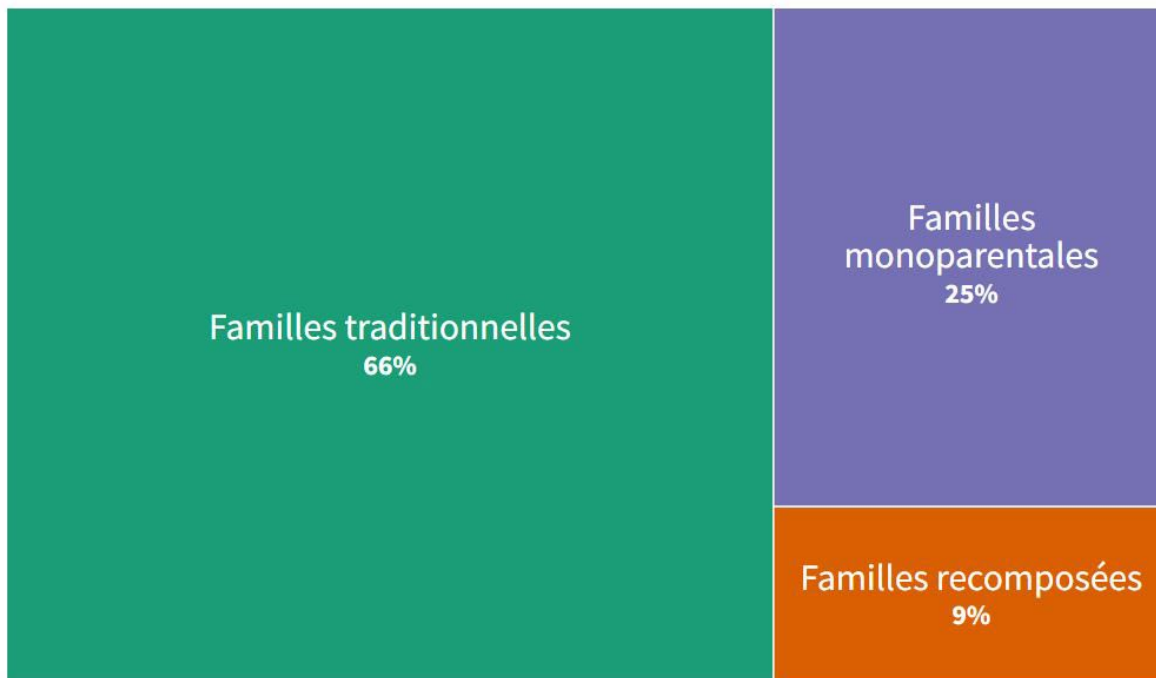 Familles traditionnelles
66%
Familles
monoparentales
25%
Familles recomposées
9%